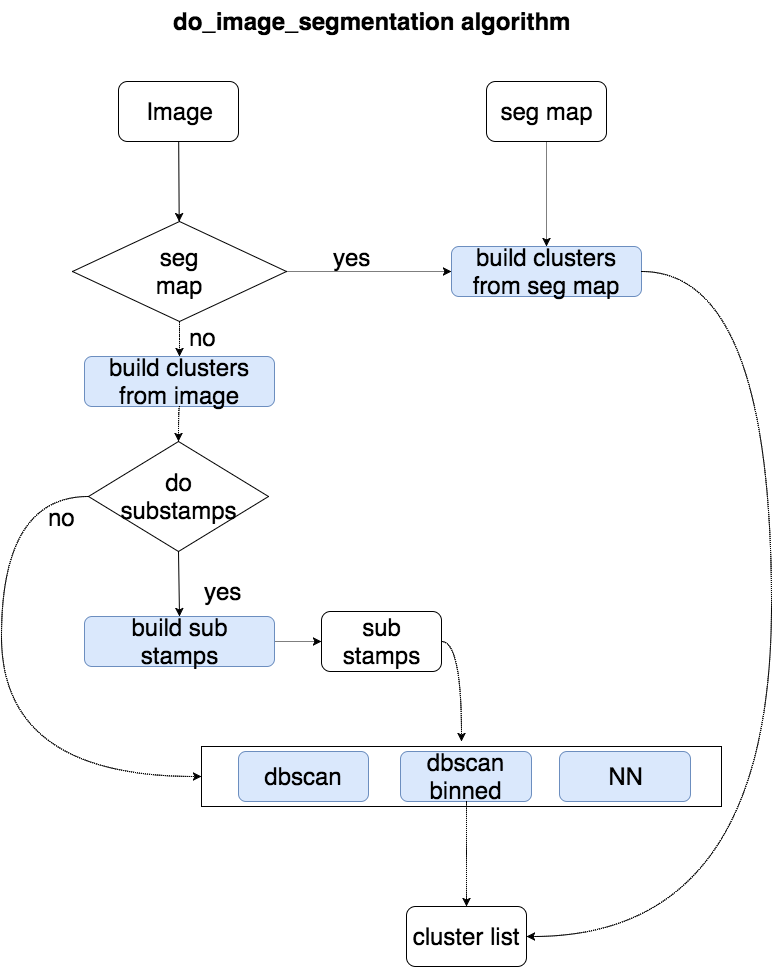 do_image_segmentation algorithm
Image
seg map
seg
map
yes
build clusters
from seg map
no
build clusters
from image
do
substamps
no
yes
build sub
stamps
sub
stamps
dbscan
dbscan
binned
NN
cluster list